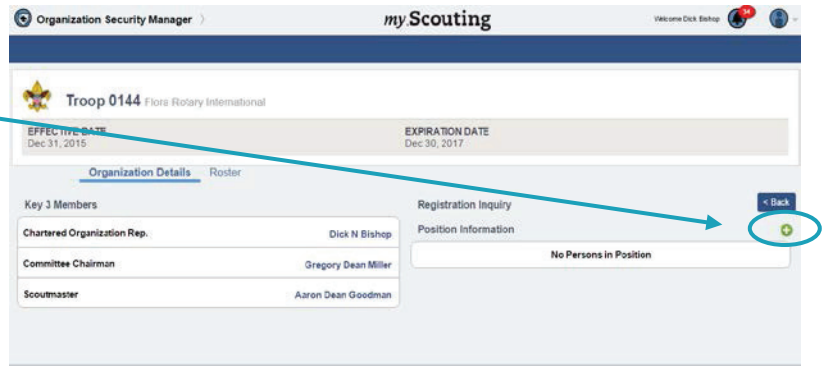 Organization Security Manager
my.Scouting
Welcome Dick Bishop
34
Troop 0144 Flora Rotary International
EFFECTIVE DATE
Dec 31, 2015
EXPIRATION DATE
Dec 30, 2017
Organization Details Roster
Key 3 Members
Registration Inquiry
< Back
Chartered Organization Rep. Dick N Bishop
Position Information
Committee Chairman Gregory Dean Miller
No Persons in Position
Scoutmaster Aaron Dean Goodman